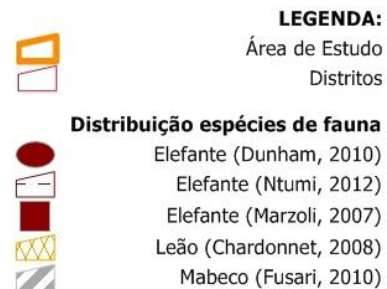 LEGENDA:
Área de Estudo
Distritos
Distribuição espécies de fauna
Elefante (Dunham, 2010)
Elefante (Ntumi, 2012)
Elefante (Marzoli, 2007)
Leão (Chardonnet, 2008)
Mabeco (Fusari, 2010)